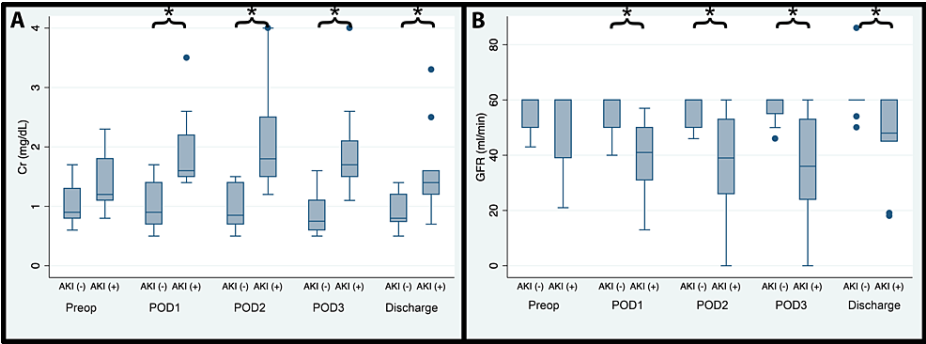 A
* * * *
Cr (mg/dL)
4
3
2
1
0
AKI (-) AKI (+) AKI (-) AKI (+) AKI (-) AKI (+) AKI (-) AKI (+) AKI (-) AKI (+)
Preop POD1 POD2 POD3 Discharge
B
* * * *
GFR (ml/min)
80
60
40
20
0
AKI (-) AKI (+) AKI (-) AKI (+) AKI (-) AKI (+) AKI (-) AKI (+) AKI (-) AKI (+)
Preop POD1 POD2 POD3 Discharge